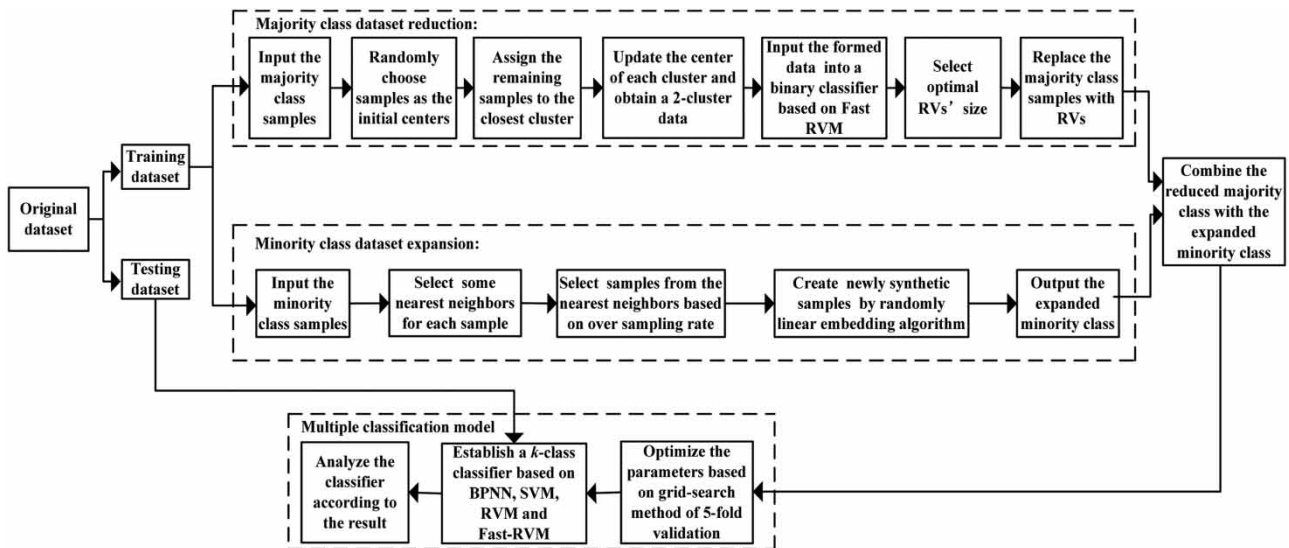 Original
dataset
Training
dataset
Testing
dataset
Majority class dataset reduction:
Input the
majority
class
samples
Randomly
choose
samples as the
initial centers
Assign the
remaining
samples to the
closest cluster
Update the center
of each cluster and
obtain a 2-cluster
data
Input the formed
data into a
binary classifier
based on Fast
RVM
Select
optimal
RVs’ size
Replace the
majority class
samples with
RVs
Minority class dataset expansion:
Input the
minority
class samples
Select some
nearest neighbors
for each sample
Select samples from the
nearest neighbors based
on over sampling rate
Create newly synthetic
samples by randomly
linear embedding algorithm
Output the
expanded
minority class
Combine the
reduced majority
class with the
expanded
minority class
Multiple classification model
Analyze the
classifier
according to
the result
Establish a k-class
classifier based on
BPNN, SVM,
RVM and
Fast-RVM
Optimize the
parameters based
on grid-search
method of 5-fold
validation